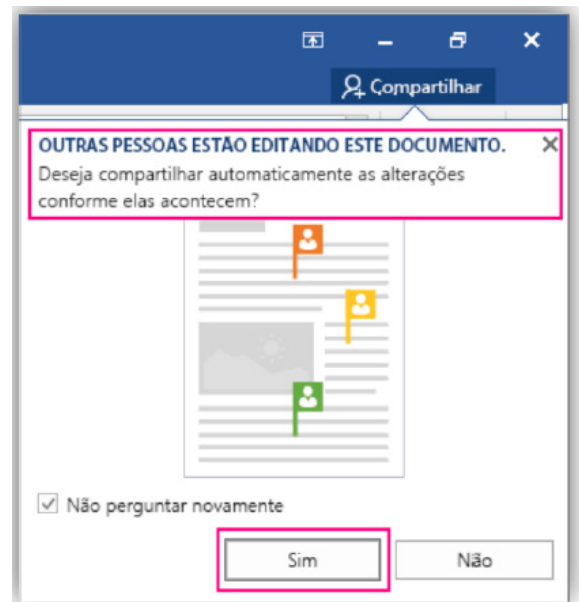 Compartilhar
OUTRAS PESSOAS ESTÃO EDITANDO ESTE DOCUMENTO.
Deseja compartilhar automaticamente as alterações
conforme elas acontecem?
Não perguntar novamente
Sim Não